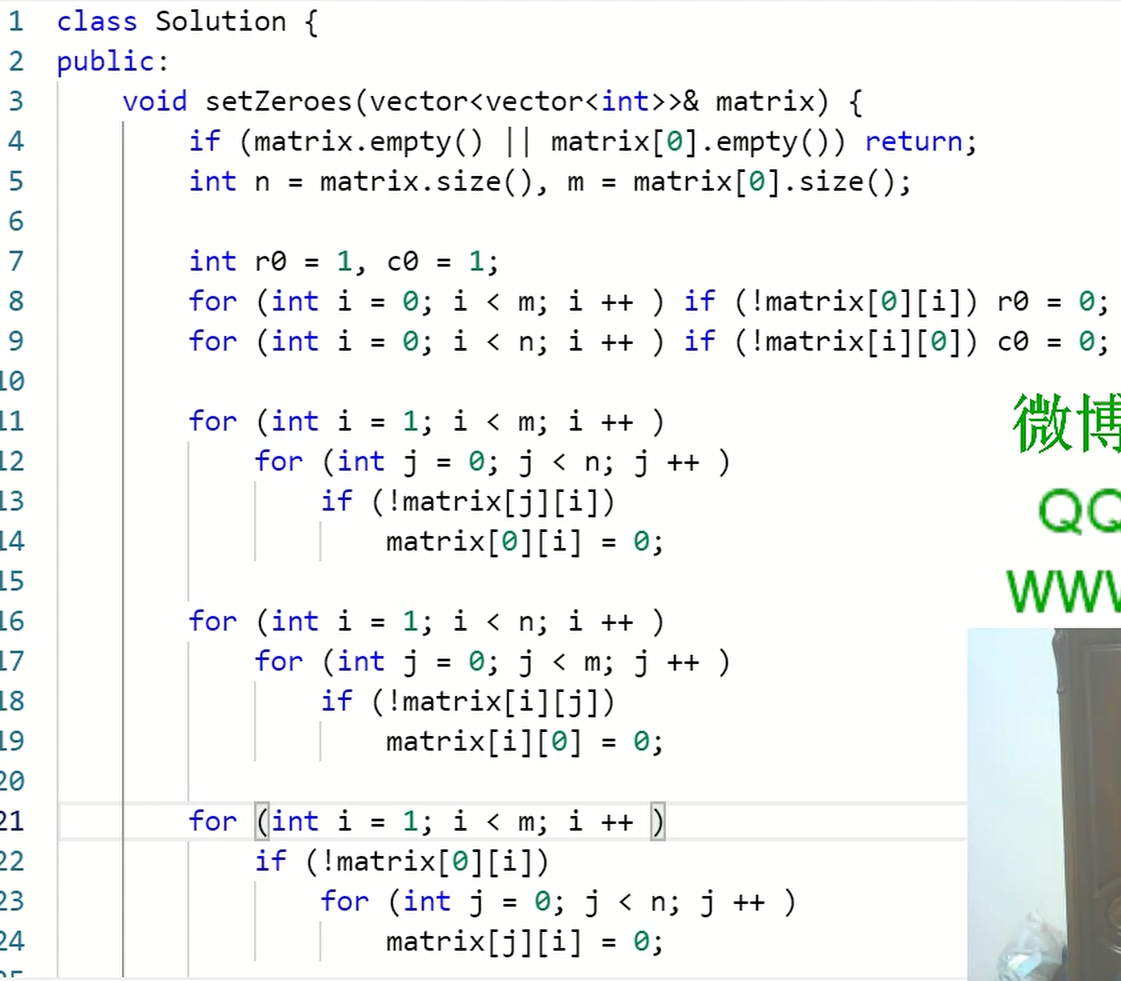 1 class Solution {
2 public:
3 void setZeroes(vector<vector<int>>& matrix) {
4 if (matrix.empty() || matrix[0].empty()) return;
5 int n = matrix.size(), m = matrix[0].size();
6
7 int r0 = 1, c0 = 1;
8 for (int i = 0; i < m; i ++ ) if (!matrix[0][i]) r0 = 0;
9 for (int i = 0; i < n; i ++ ) if (!matrix[i][0]) c0 = 0;
10
11 for (int i = 1; i < m; i ++ )
12 for (int j = 0; j < n; j ++ )
13 if (!matrix[j][i])
14 matrix[0][i] = 0;
15
16 for (int i = 1; i < n; i ++ )
17 for (int j = 0; j < m; j ++ )
18 if (!matrix[i][j])
19 matrix[i][0] = 0;
20
21 for (int i = 1; i < m; i ++ )
22 if (!matrix[0][i])
23 for (int j = 0; j < n; j ++ )
24 matrix[j][i] = 0;
微博
QQ
WWW